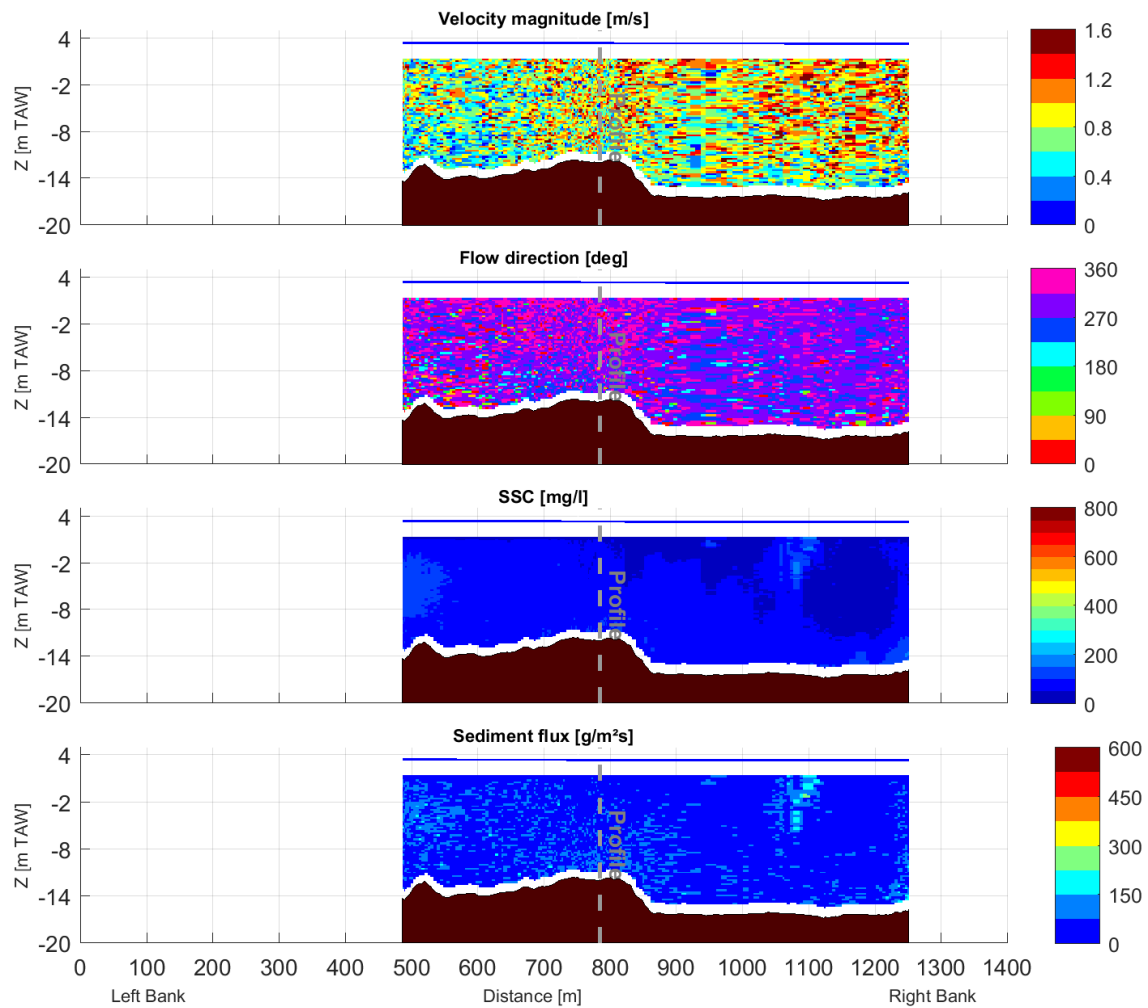 Velocity magnitude [m/s]
4
-2
-8
-14
-20
Z [m TAW]
Profile
1.6
1.2
0.8
0.4
0
Flow direction [deg]
4
-2
-8
-14
-20
Z [m TAW]
Profile
360
270
180
90
0
SSC [mg/l]
4
-2
-8
-14
-20
Z [m TAW]
Profile
800
600
400
200
0
Sediment flux [g/m²s]
4
-2
-8
-14
-20
Z [m TAW]
Profile
600
450
300
150
0
0 100 200 300 400 500 600 700 800 900 1000 1100 1200 1300 1400
Left Bank Distance [m] Right Bank